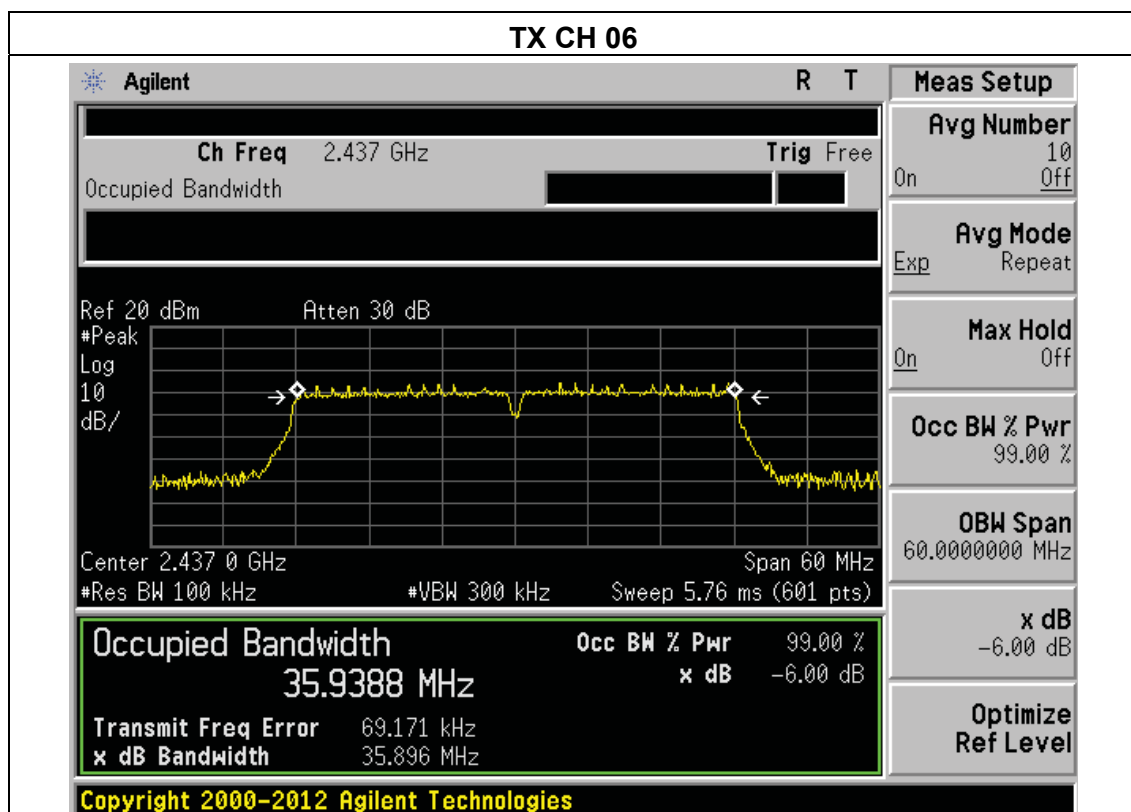 TX CH 06
Agilent R T
Ch Freq 2.437 GHz Trig Free
Occupied Bandwidth
Ref 20 dBm Atten 30 dB
#Peak
Log
10
dB/
Center 2.437 0 GHz Span 60 MHz
#Res BW 100 kHz #VBW 300 kHz Sweep 5.76 ms (601 pts)
Occupied Bandwidth Occ BW % Pwr 99.00 %
35.9388 MHz x dB -6.00 dB
Transmit Freq Error 69.171 kHz
x dB Bandwidth 35.896 MHz
Copyright 2000-2012 Agilent Technologies
Meas Setup
Avg Number
10
On Off
Avg Mode
Exp Repeat
Max Hold
On Off
Occ BW % Pwr
99.00 %
OBW Span
60.0000000 MHz
x dB
-6.00 dB
Optimize
Ref Level